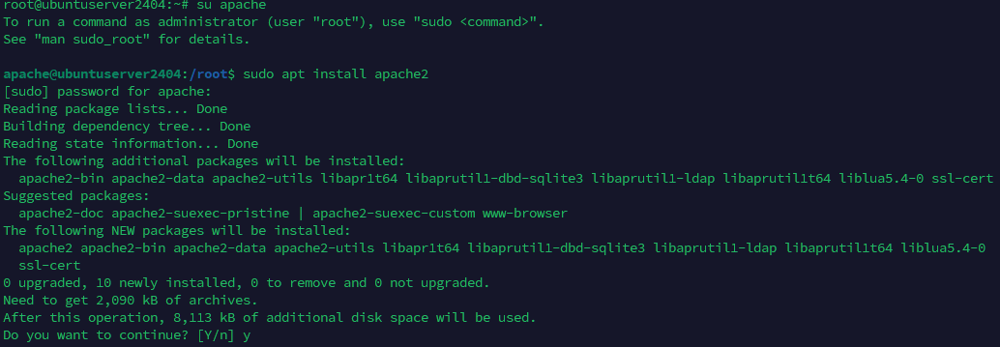 root@ubuntuserver2404:~# su apache
To run a command as administrator (user "root"), use "sudo <command>".
See "man sudo_root" for details.
apache@ubuntuserver2404:/root$ sudo apt install apache2
[sudo] password for apache:
Reading package lists... Done
Building dependency tree... Done
Reading state information... Done
The following additional packages will be installed:
  apache2-bin apache2-data apache2-utils libapr1t64 libaprutil1-dbd-sqlite3 libaprutil1-ldap libaprutil1t64 liblua5.4-0 ssl-cert
Suggested packages:
  apache2-doc apache2-suexec-pristine | apache2-suexec-custom www-browser
The following NEW packages will be installed:
  apache2 apache2-bin apache2-data apache2-utils libapr1t64 libaprutil1-dbd-sqlite3 libaprutil1-ldap libaprutil1t64 liblua5.4-0
  ssl-cert
0 upgraded, 10 newly installed, 0 to remove and 0 not upgraded.
Need to get 2,090 kB of archives.
After this operation, 8,113 kB of additional disk space will be used.
Do you want to continue? [Y/n] y